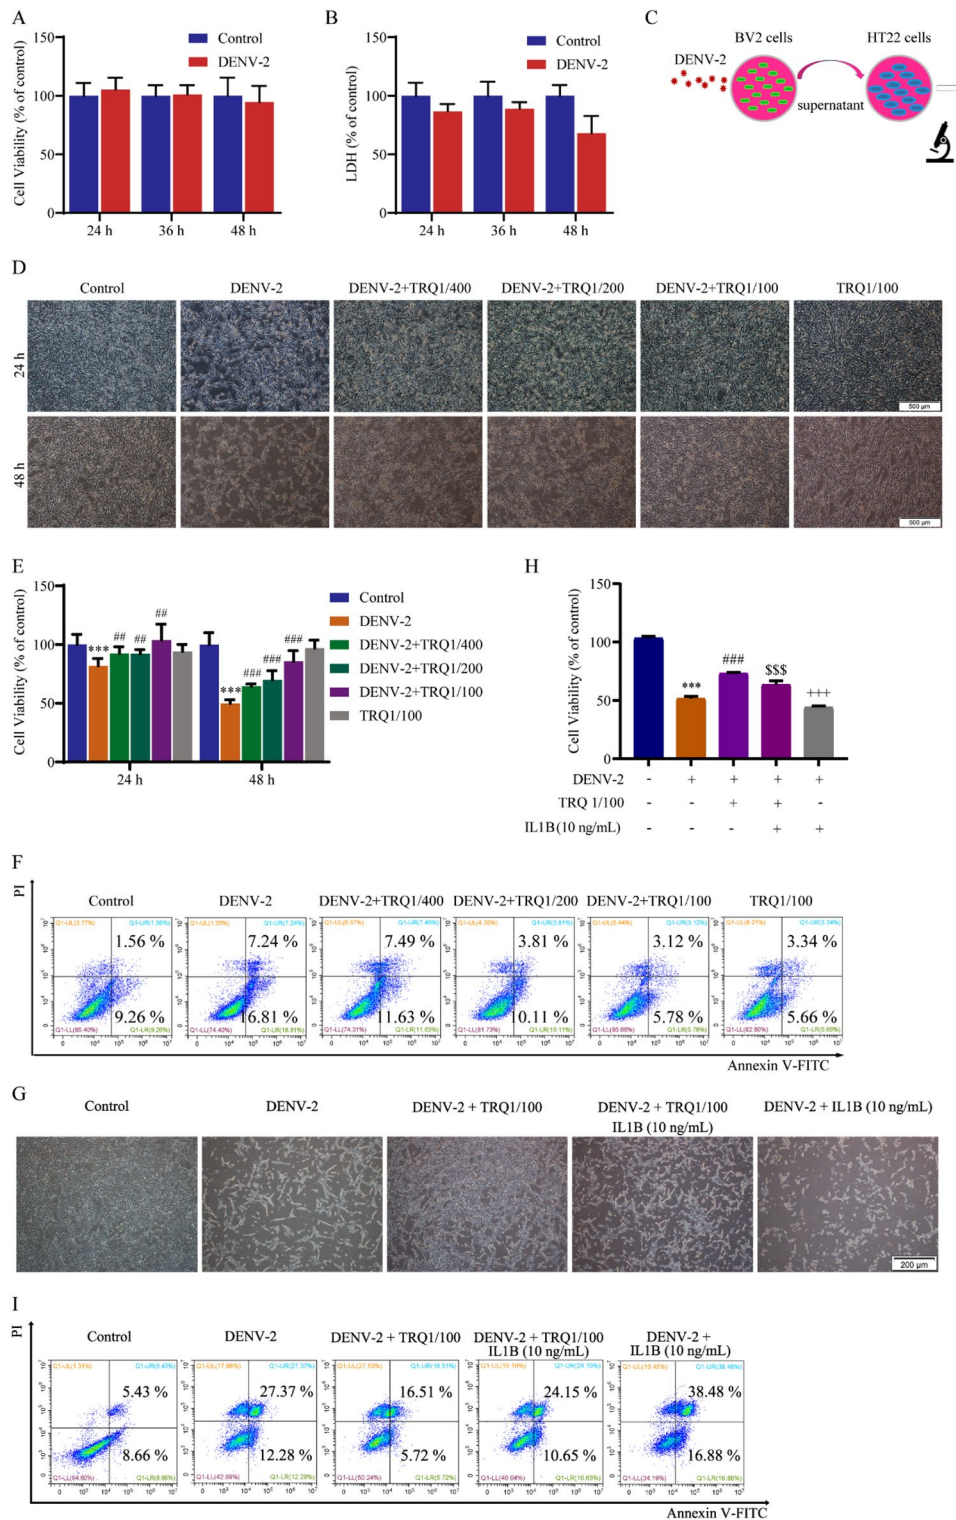 A
Cell Viability (% of control)
150
100
50
0
Control
DENV-2
24 h 36 h 48 h
B
LDH (% of control)
150
100
50
0
Control
DENV-2
24 h 36 h 48 h
C
BV2 cells HT22 cells
DENV-2
supernatant
D
Control DENV-2 DENV-2+TRQ1/400 DENV-2+TRQ1/200 DENV-2+TRQ1/100 TRQ1/100
24 h
500 μm
48 h
500 μm
E
Cell Viability (% of control)
150
100
50
0
*** ## ## ##
*** ### ### ###
24 h 48 h
Control
DENV-2
DENV-2+TRQ1/400
DENV-2+TRQ1/200
DENV-2+TRQ1/100
TRQ1/100
H
Cell Viability (% of control)
150
100
50
0
*** ### $$$ +++
DENV-2 - + + + +
TRQ 1/100 - - + + -
IL1B (10 ng/mL) - - - + +
F
PI
Control DENV-2 DENV-2+TRQ1/400 DENV-2+TRQ1/200 DENV-2+TRQ1/100 TRQ1/100
1.56 % 7.24 % 7.49 % 3.81 % 3.12 % 3.34 %
9.26 % 16.81 % 11.63 % 10.11 % 5.78 % 5.66 %
Annexin V-FITC
G
Control DENV-2 DENV-2 + TRQ1/100 DENV-2 + TRQ1/100 DENV-2 + IL1B (10 ng/mL)
IL1B (10 ng/mL)
200 μm
I
PI
Control DENV-2 DENV-2 + TRQ1/100 DENV-2 + TRQ1/100 DENV-2 +
IL1B (10 ng/mL) IL1B (10 ng/mL)
5.43 % 27.37 % 16.51 % 24.15 % 38.48 %
8.66 % 12.28 % 5.72 % 10.65 % 16.88 %
Annexin V-FITC